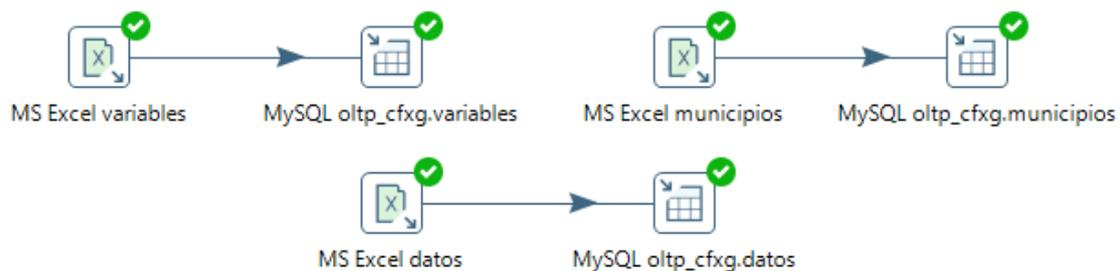 MS Excel variables
MySQL oltp_cfxg.variables
MS Excel municipios
MySQL oltp_cfxg.municipios
MS Excel datos
MySQL oltp_cfxg.datos